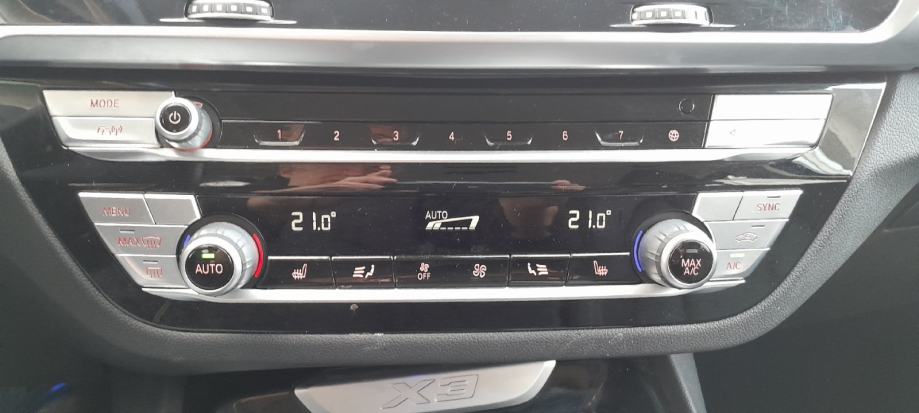 MODE
1 2 3 4 5 6 7
MENU
SYNC
21.0° AUTO 21.0°
MAX
AUTO
OFF
MAX
A/C
A/C
X3